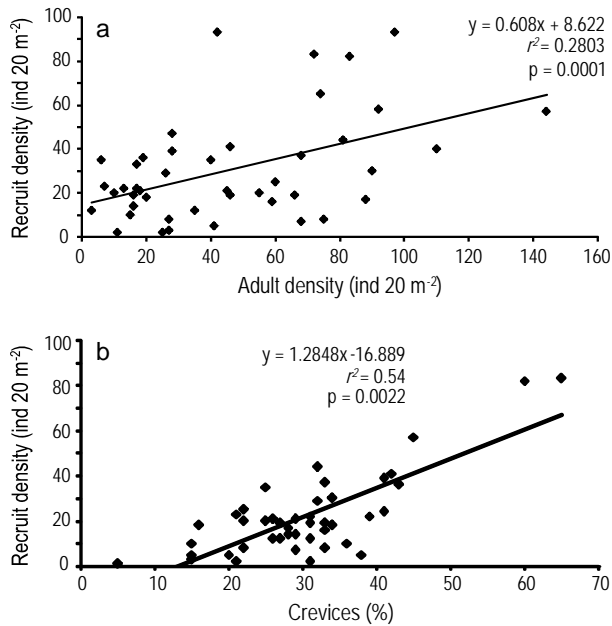 a
y = 0.608x + 8.622
r² = 0.2803
p = 0.0001
100
80
60
40
20
0
Recruit density (ind 20 m⁻²)
0 20 40 60 80 100 120 140 160
Adult density (ind 20 m⁻²)
b
y = 1.2848x -16.889
r² = 0.54
p = 0.0022
100
80
60
40
20
0
Recruit density (ind 20 m⁻²)
0 10 20 30 40 50 60 70
Crevices (%)